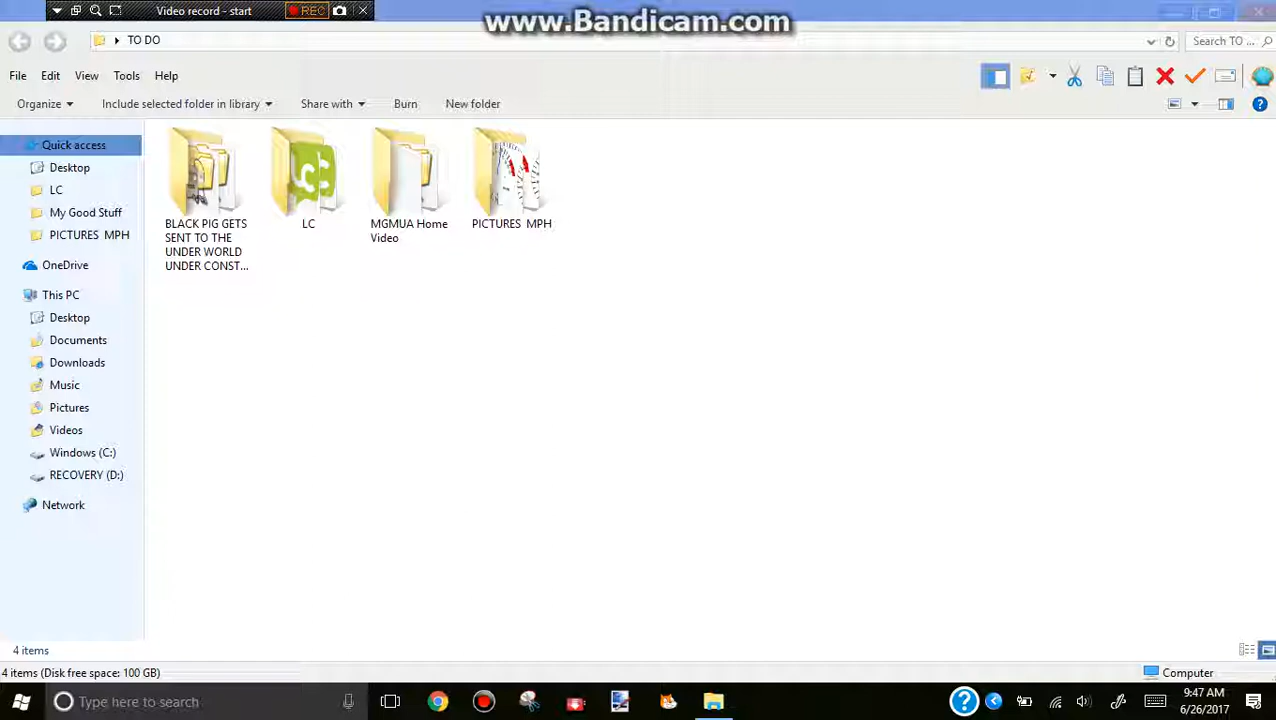 Video record - start
REC
www.Bandicam.com
TO DO
Search TO ...
File Edit View Tools Help
Organize Include selected folder in library Share with Burn New folder
Quick access
Desktop
LC
My Good Stuff
PICTURES MPH
OneDrive
This PC
Desktop
Documents
Downloads
Music
Pictures
Videos
Windows (C:)
RECOVERY (D:)
Network
BLACK PIG GETS
SENT TO THE
UNDER WORLD
UNDER CONST...
LC
MGMUA Home
Video
PICTURES MPH
4 items
4 items (Disk free space: 100 GB)
Computer
Type here to search
9:47 AM
6/26/2017